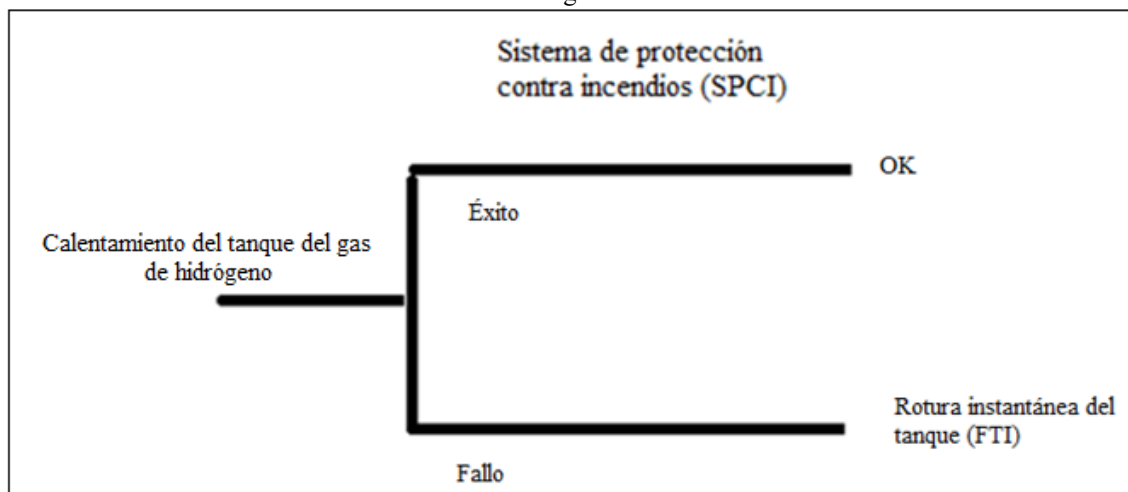 Sistema de protección
contra incendios (SPCI)
OK
Éxito
Calentamiento del tanque del gas
de hidrógeno
Rotura instantánea del
tanque (FTI)
Fallo